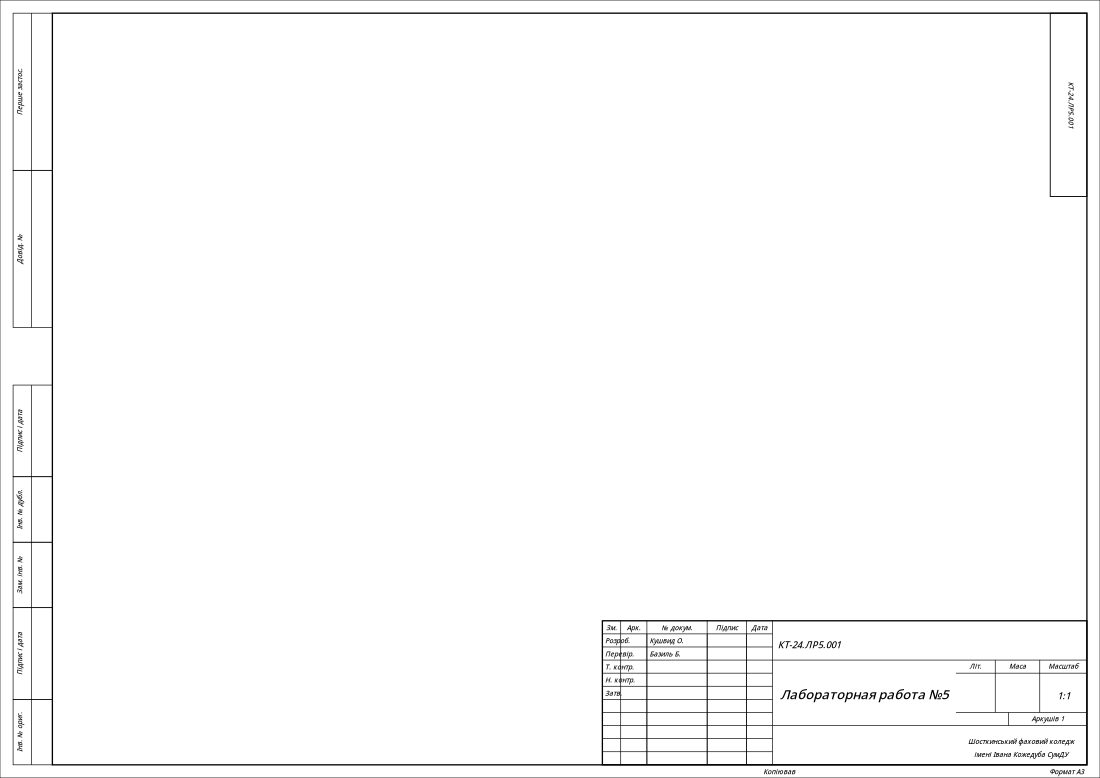 Перше застос.
КТ-24.ЛР5.001
Довід. №
Підпис і дата
Інв. № дубл.
Зам. інв. №
Підпис і дата
Інв. № ориг.
Зм. Арк. № докум. Підпис Дата
Розроб. Кушвид О.
Перевір. Базиль Б.
Т. контр.
Н. контр.
Затв.
КТ-24.ЛР5.001
Літ. Маса Масштаб
Лабораторная работа №5
1:1
Аркушів 1
Шосткинський фаховий коледж
імені Івана Кожедуба СумДУ
Копіював Формат А3